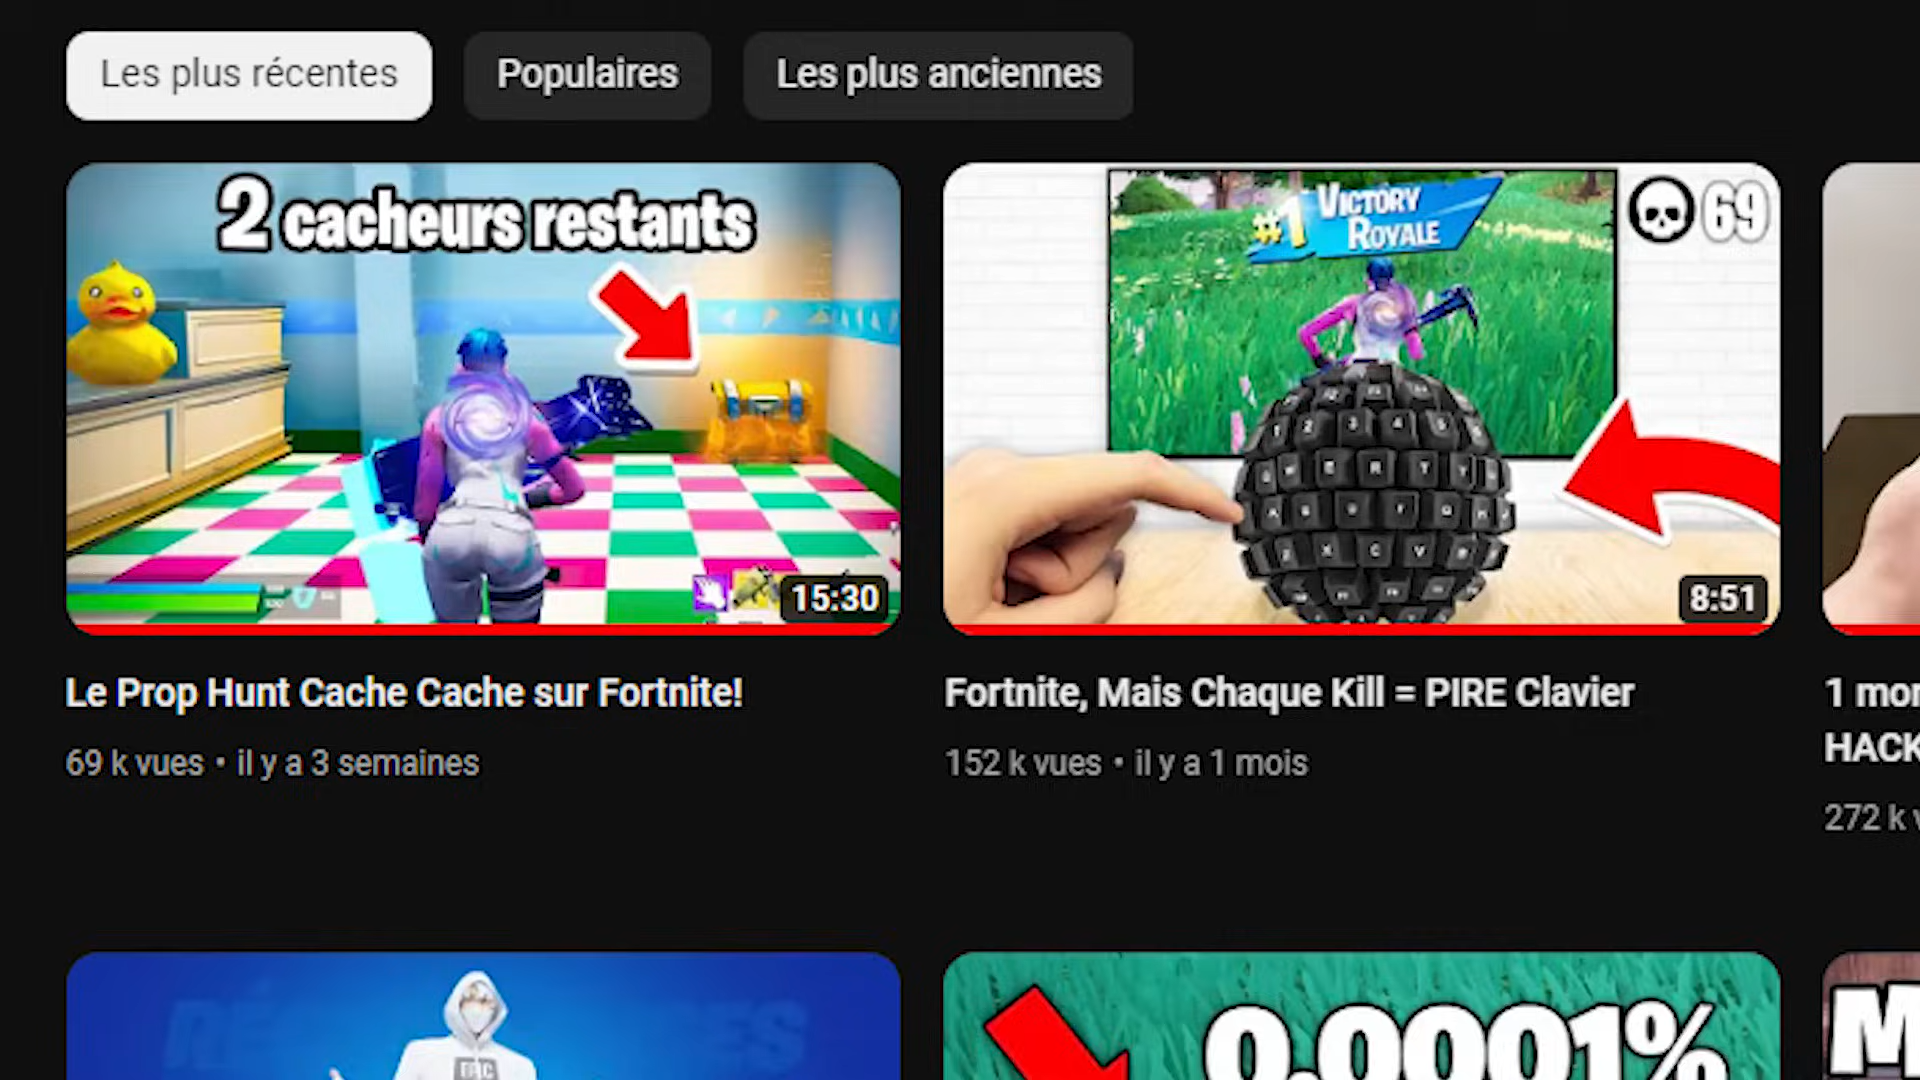 Les plus récentes
Populaires
Les plus anciennes
2 cacheurs restants
15:30
#1 VICTORY
ROYALE
69
8:51
Le Prop Hunt Cache Cache sur Fortnite!
69 k vues • il y a 3 semaines
Fortnite, Mais Chaque Kill = PIRE Clavier
152 k vues • il y a 1 mois
1 mo
HACK
272 k v
0.0001%
M